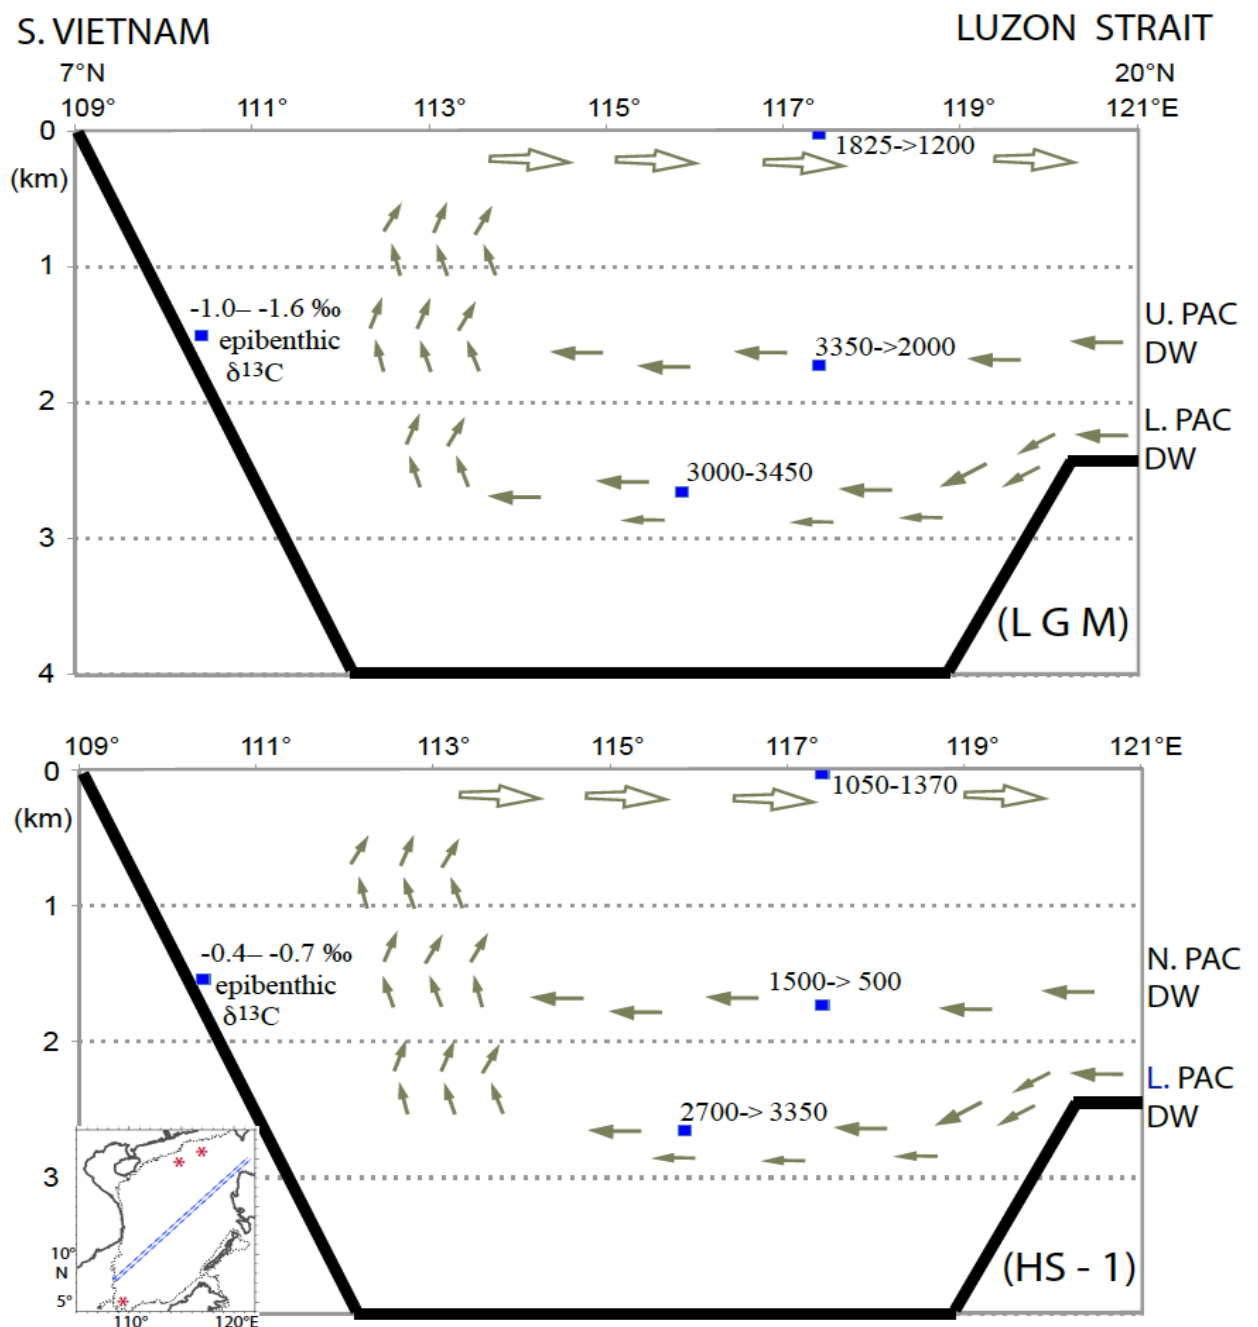 S. VIETNAM LUZON STRAIT
7°N 20°N
109° 111° 113° 115° 117° 119° 121°E
0
(km)
1825->1200
1
-1.0– -1.6 ‰
epibenthic
δ¹³C
3350->2000
U. PAC
DW
2
L. PAC
DW
3000-3450
3
(L G M)
4
109° 111° 113° 115° 117° 119° 121°E
0
(km)
1050-1370
1
-0.4– -0.7 ‰
epibenthic
δ¹³C
1500-> 500
N. PAC
DW
2
L. PAC
DW
2700-> 3350
3
* *
10°
N
5°
*
110° 120°E
(HS - 1)